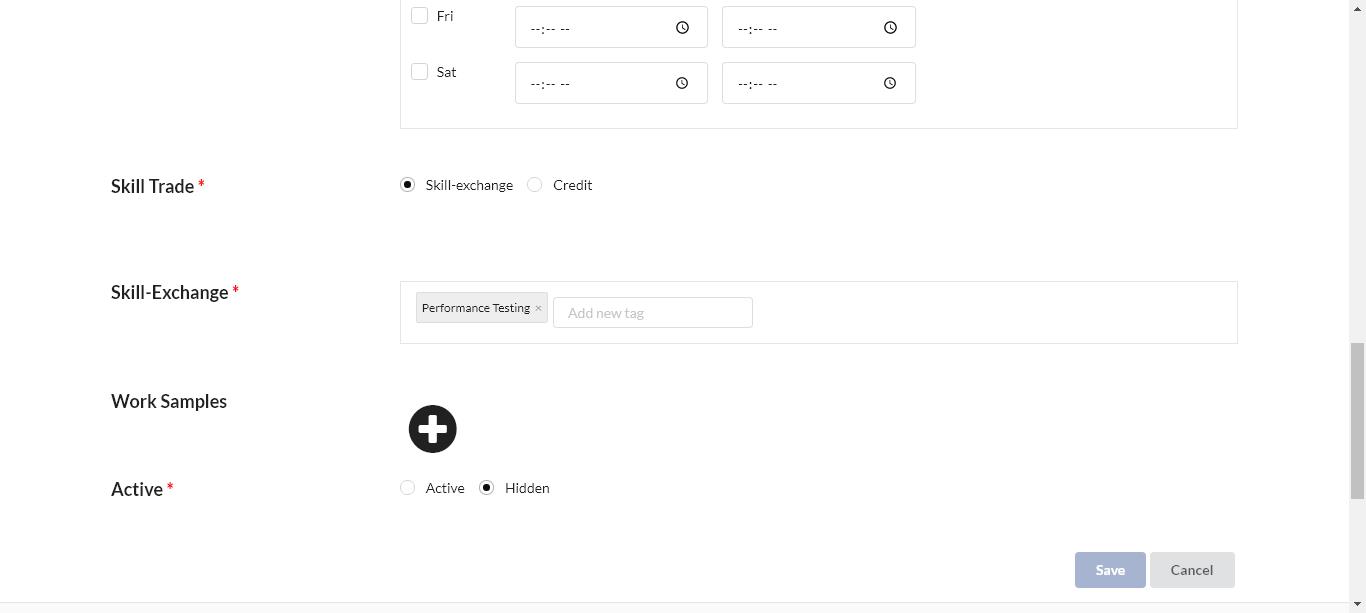 Fri --:-- -- --:-- --
Sat --:-- -- --:-- --
Skill Trade * Skill-exchange Credit
Skill-Exchange * Performance Testing × Add new tag
Work Samples
Active * Active Hidden
Save Cancel